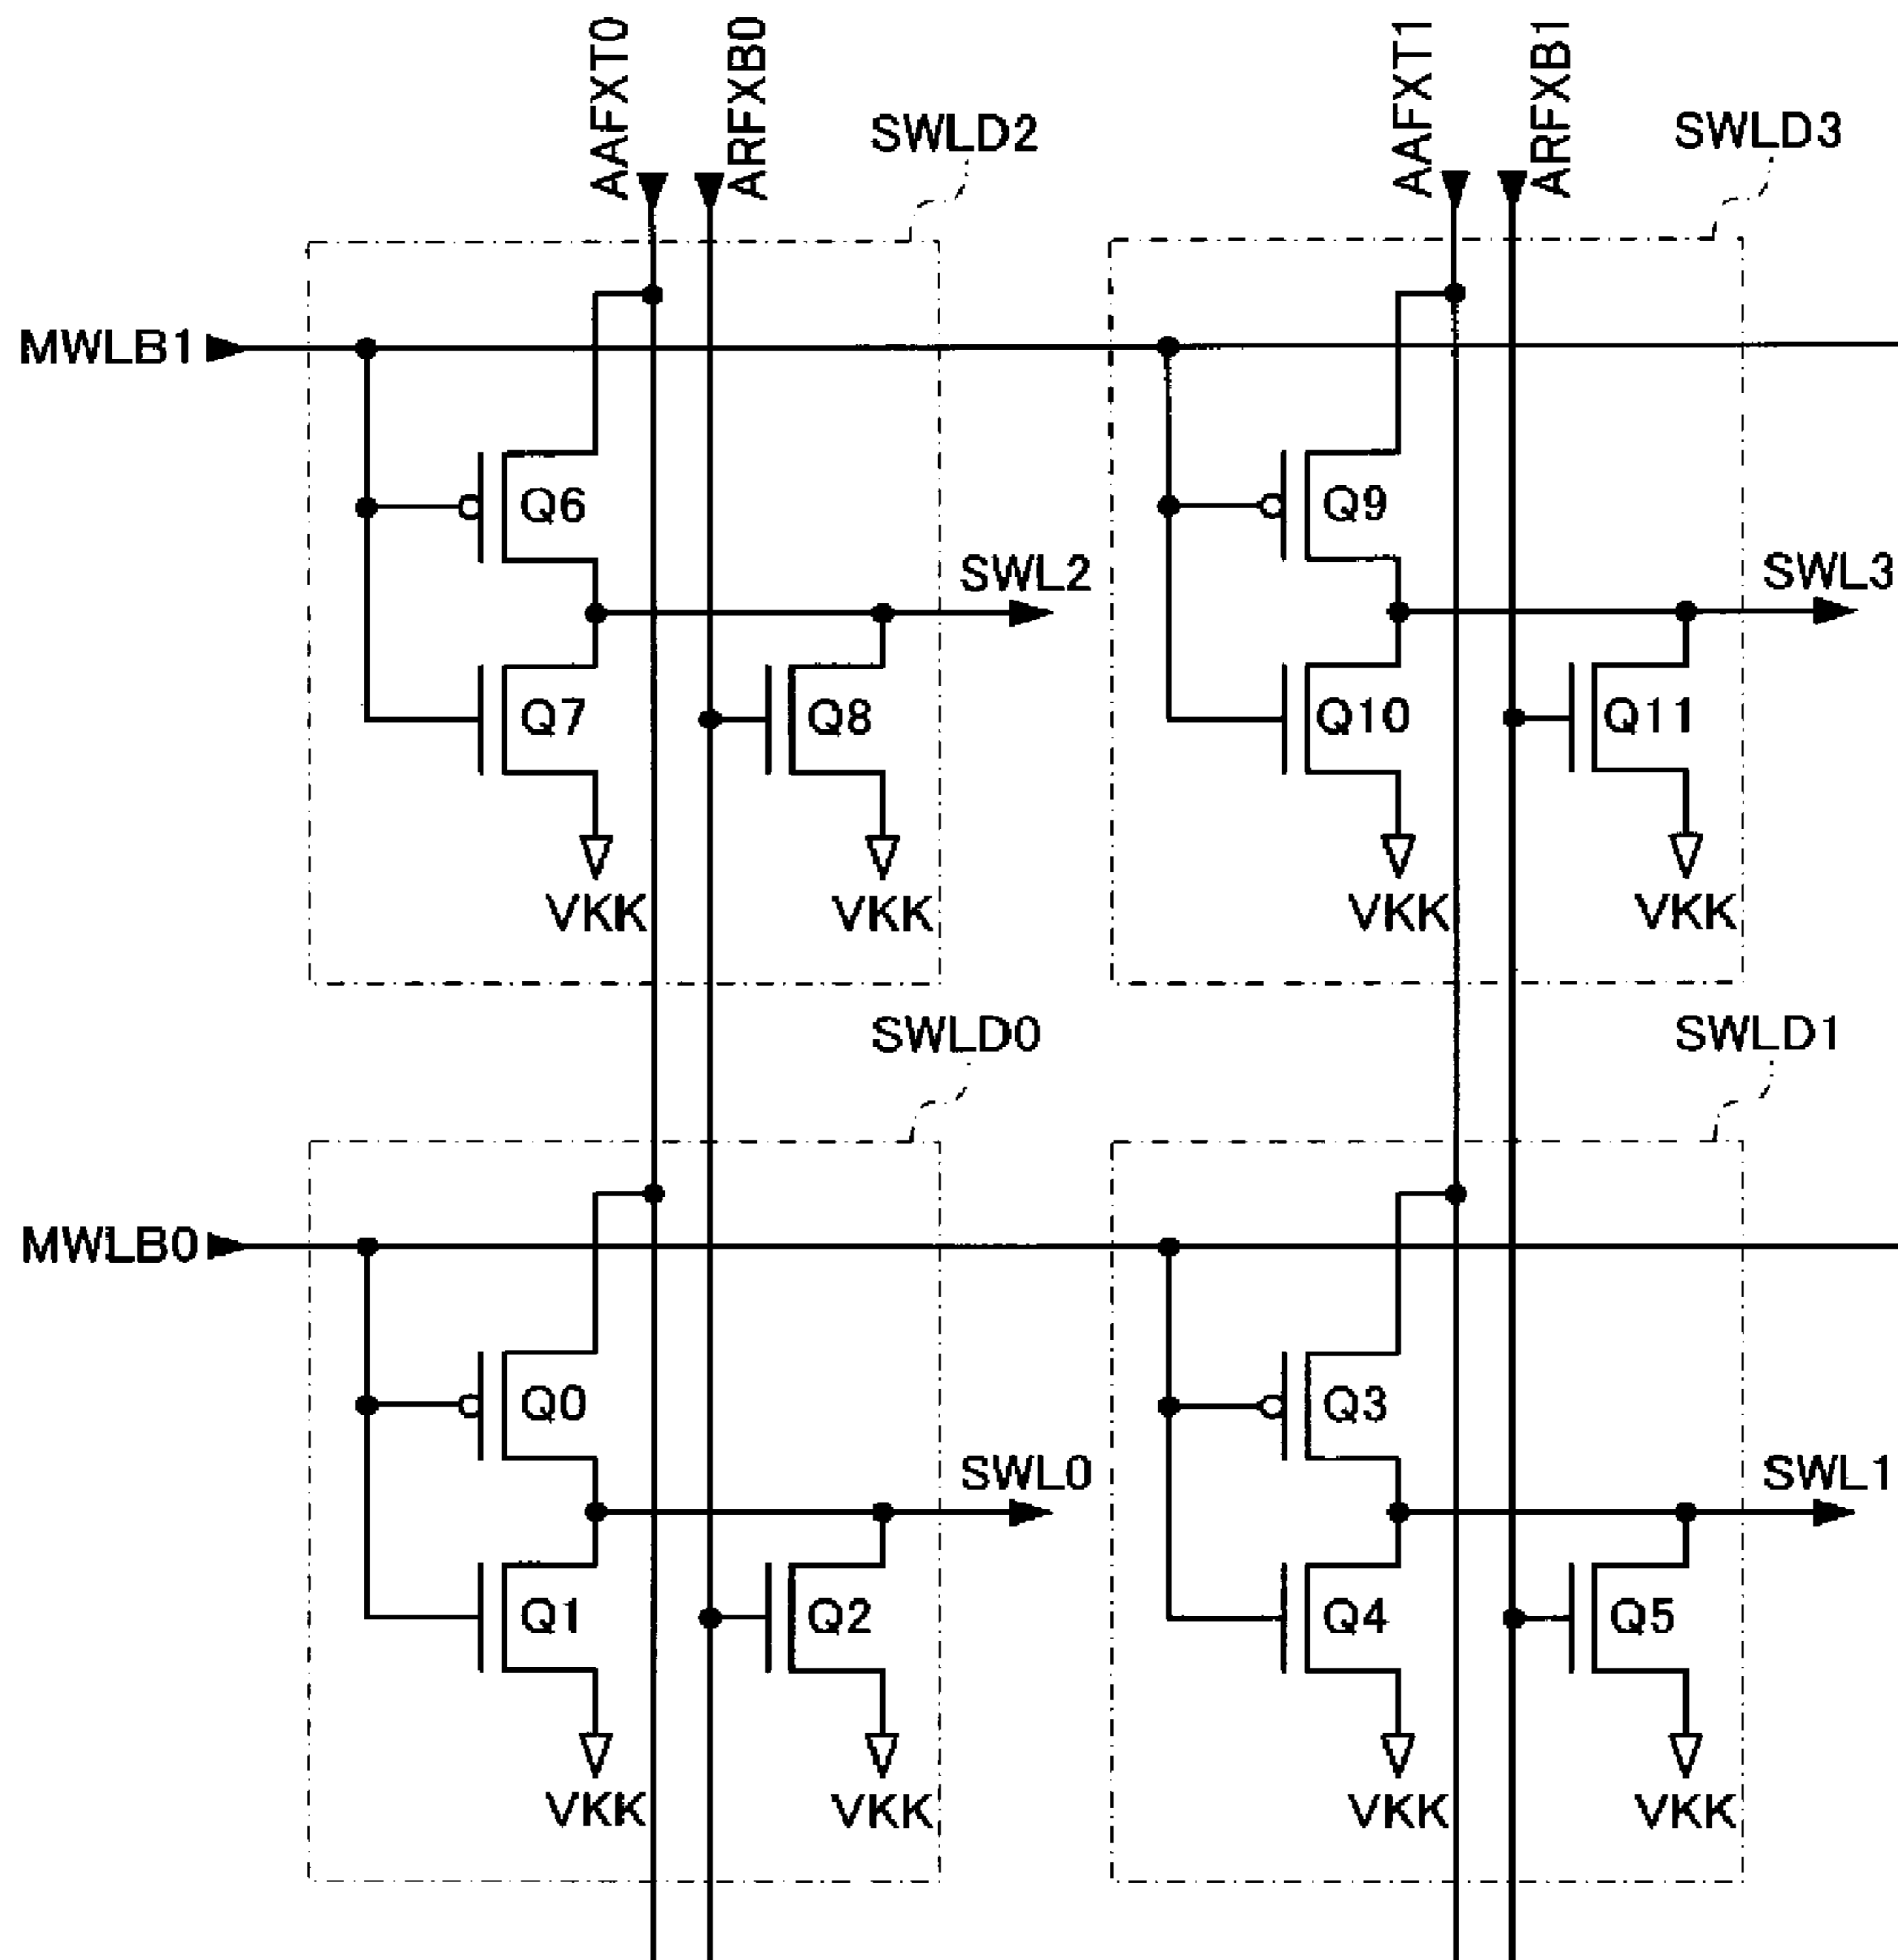 AAFXT0
ARFXB0
AAFXT1
ARFXB1
SWLD2
SWLD3
MWLB1
Q6
Q9
SWL2
SWL3
Q7
Q8
Q10
Q11
VKK
VKK
VKK
VKK
SWLD0
SWLD1
MWLB0
Q0
Q3
SWL0
SWL1
Q1
Q2
Q4
Q5
VKK
VKK
VKK
VKK